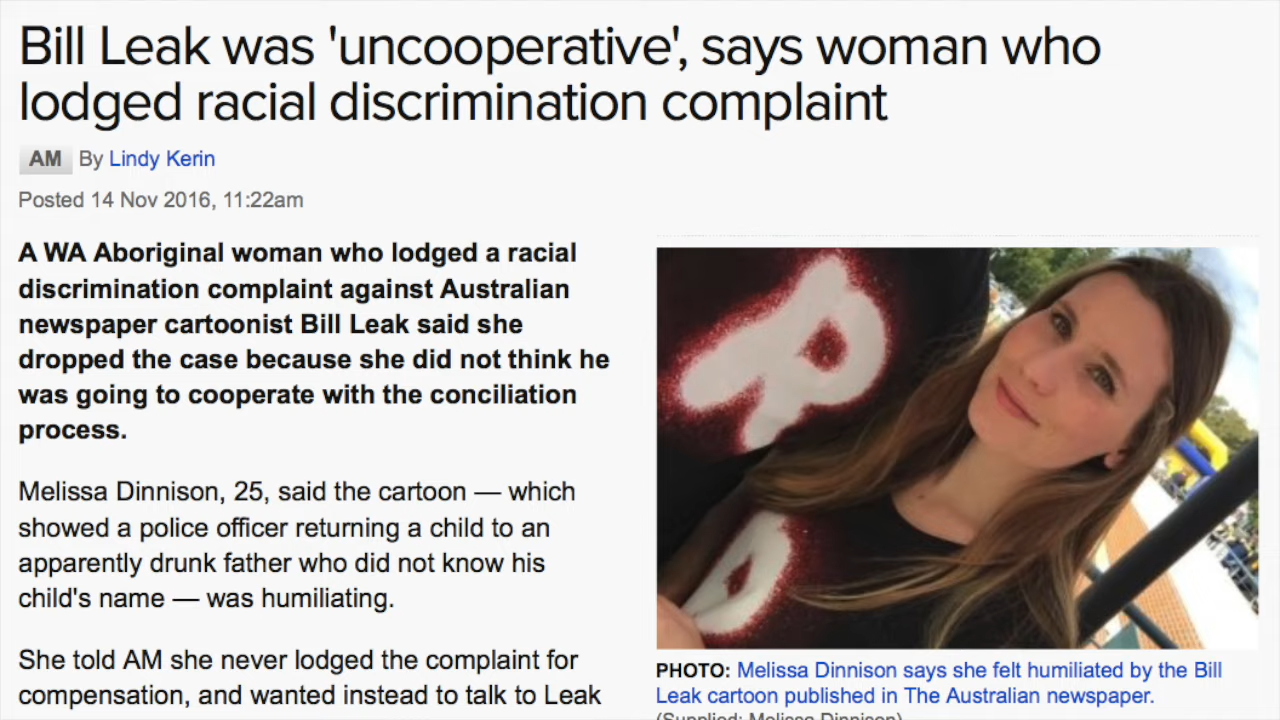 Bill Leak was 'uncooperative', says woman who
lodged racial discrimination complaint
AM By Lindy Kerin
Posted 14 Nov 2016, 11:22am
A WA Aboriginal woman who lodged a racial
discrimination complaint against Australian
newspaper cartoonist Bill Leak said she
dropped the case because she did not think he
was going to cooperate with the conciliation
process.
Melissa Dinnison, 25, said the cartoon — which
showed a police officer returning a child to an
apparently drunk father who did not know his
child's name — was humiliating.
She told AM she never lodged the complaint for
compensation, and wanted instead to talk to Leak
PHOTO: Melissa Dinnison says she felt humiliated by the Bill
Leak cartoon published in The Australian newspaper.
(Supplied: Melissa Dinnison)